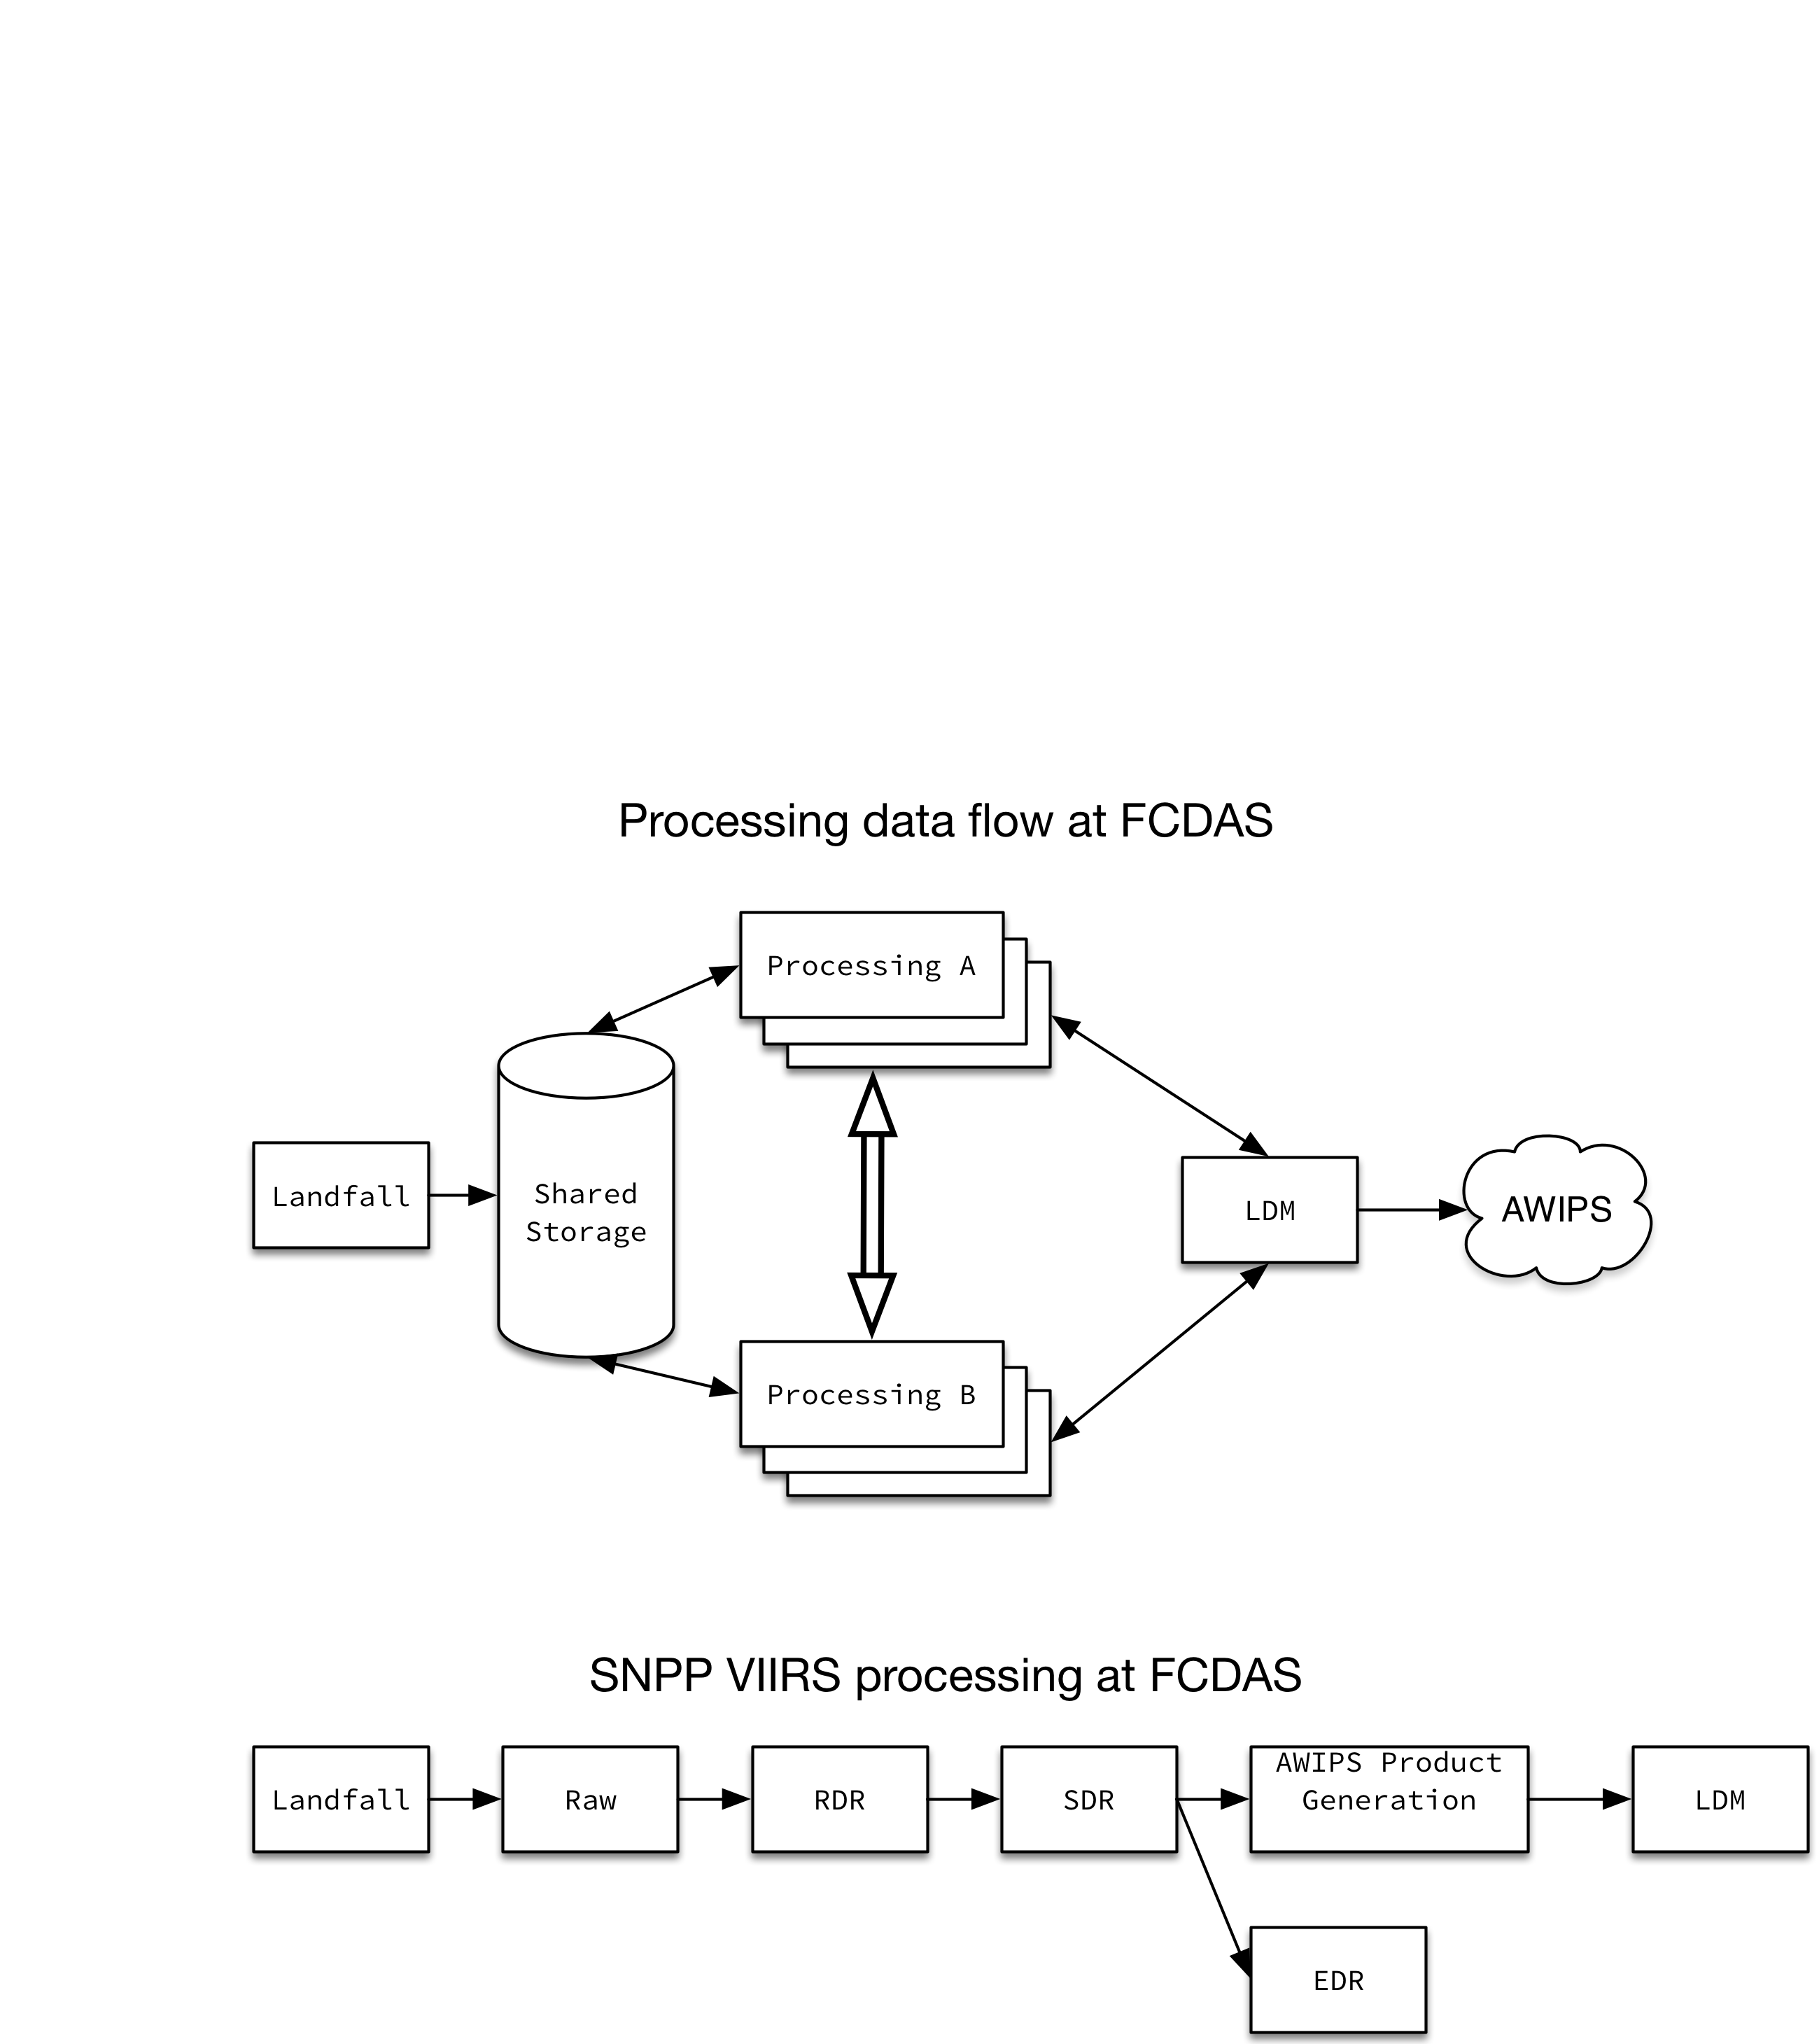 Processing data flow at FCDAS
Processing A
Landfall
Shared
Storage
LDM
AWIPS
Processing B
SNPP VIIRS processing at FCDAS
Landfall
Raw
RDR
SDR
AWIPS Product
Generation
LDM
EDR